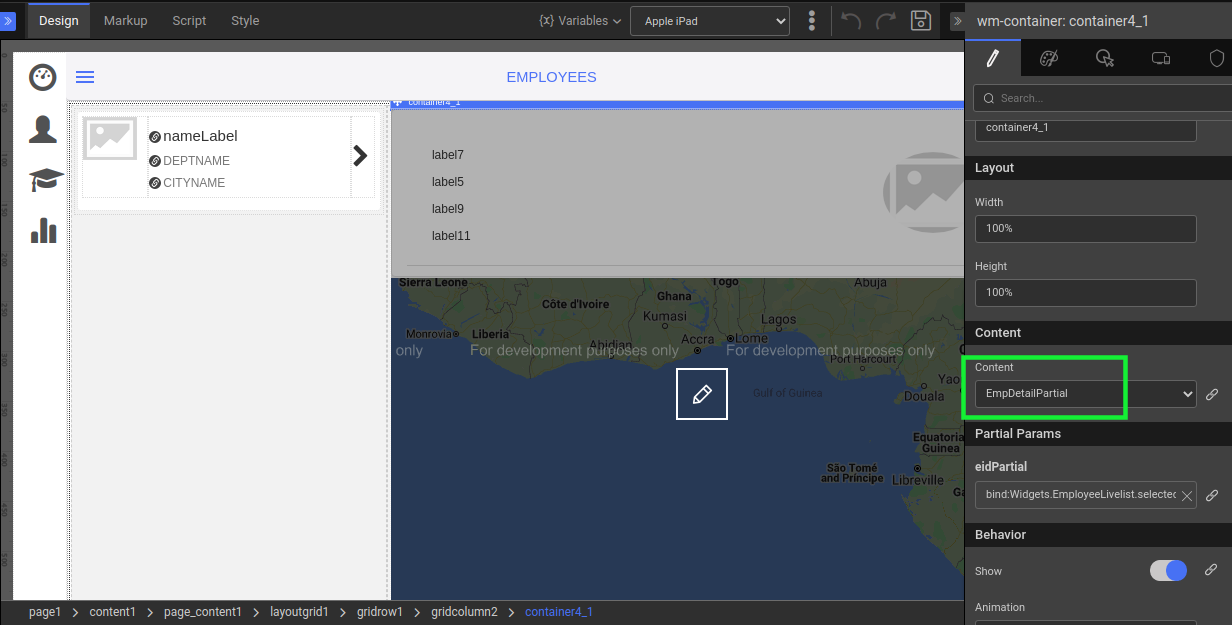 Design
Markup
Script
Style
{x} Variables
Apple iPad
wm-container: container4_1
Search...
container4_1
EMPLOYEES
container4_1
nameLabel
DEPTNAME
CITYNAME
label7
label5
label9
label11
Sierra Leone
Togo
Abuja
Côte d'Ivoire
Ghana
Kumasi
Lagos
Monrovia
Liberia
Abidjan
Accra
Lome
only
For development purposes only
For development purposes only
Port Harcourt
Gulf of Guinea
Yao
Douala
Equatoria
Guinea
São Tomé
and Príncipe
Libreville
Ga
Layout
Width
100%
Height
100%
Content
Content
EmpDetailPartial
Partial Params
eidPartial
bind:Widgets.EmployeeLivelist.selected
Behavior
Show
Animation
page1 > content1 > page_content1 > layoutgrid1 > gridrow1 > gridcolumn2 > container4_1